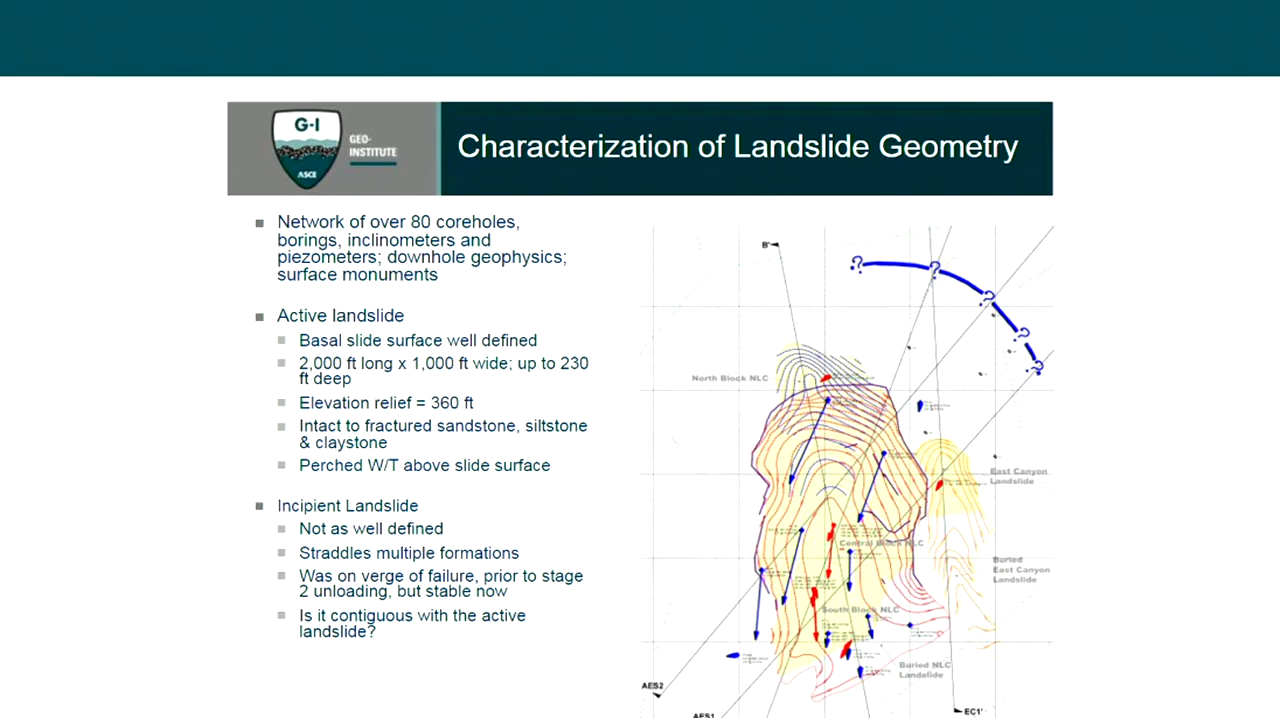 G-I
GEO-
INSTITUTE
ASCE
Characterization of Landslide Geometry
Network of over 80 coreholes,
borings, inclinometers and
piezometers; downhole geophysics;
surface monuments
Active landslide
Basal slide surface well defined
2,000 ft long x 1,000 ft wide; up to 230
ft deep
Elevation relief = 360 ft
Intact to fractured sandstone, siltstone
& claystone
Perched W/T above slide surface
Incipient Landslide
Not as well defined
Straddles multiple formations
Was on verge of failure, prior to stage
2 unloading, but stable now
Is it contiguous with the active
landslide?
B'
?
?
?
?
?
North Block NLC
East Canyon
Landslide
Central Block NLC
Buried
East Canyon
Landslide
South Block NLC
Buried NLC
Landslide
AES2
AES1
EC1'